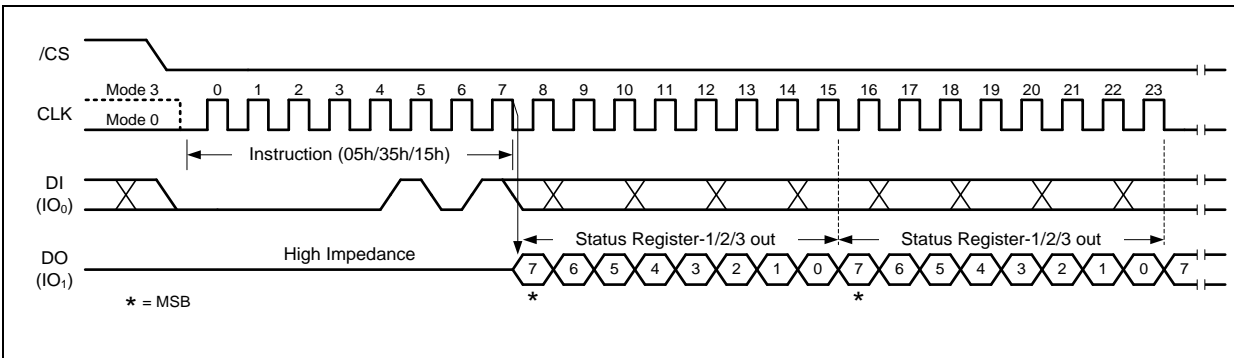 /CS
Mode 3 0 1 2 3 4 5 6 7 8 9 10 11 12 13 14 15 16 17 18 19 20 21 22 23
CLK
Mode 0
Instruction (05h/35h/15h)
DI
(IO₀)
Status Register-1/2/3 out Status Register-1/2/3 out
High Impedance
DO
(IO₁)
7 6 5 4 3 2 1 0 7 6 5 4 3 2 1 0 7
* *
* = MSB